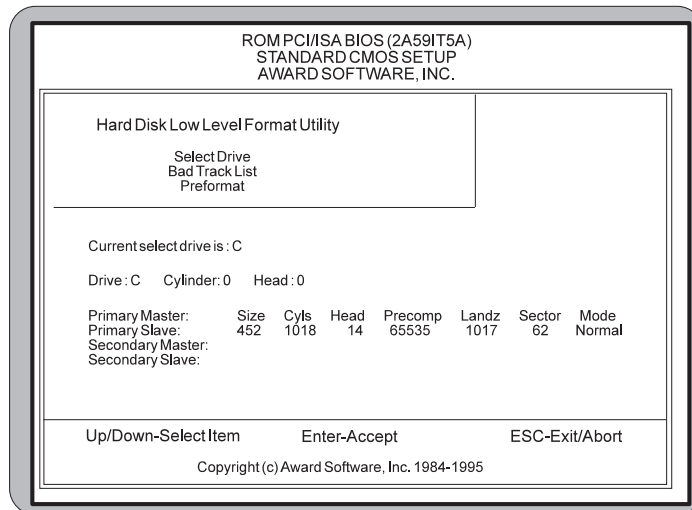 ROM PCI/ISA BIOS (2A59IT5A)
STANDARD CMOS SETUP
AWARD SOFTWARE, INC.
Hard Disk Low Level Format Utility
Select Drive
Bad Track List
Preformat
Current select drive is : C
Drive : C Cylinder: 0 Head : 0
Primary Master: Size Cyls Head Precomp Landz Sector Mode
Primary Slave: 452 1018 14 65535 1017 62 Normal
Secondary Master:
Secondary Slave:
Up/Down-Select Item Enter-Accept ESC-Exit/Abort
Copyright (c) Award Software, Inc. 1984-1995